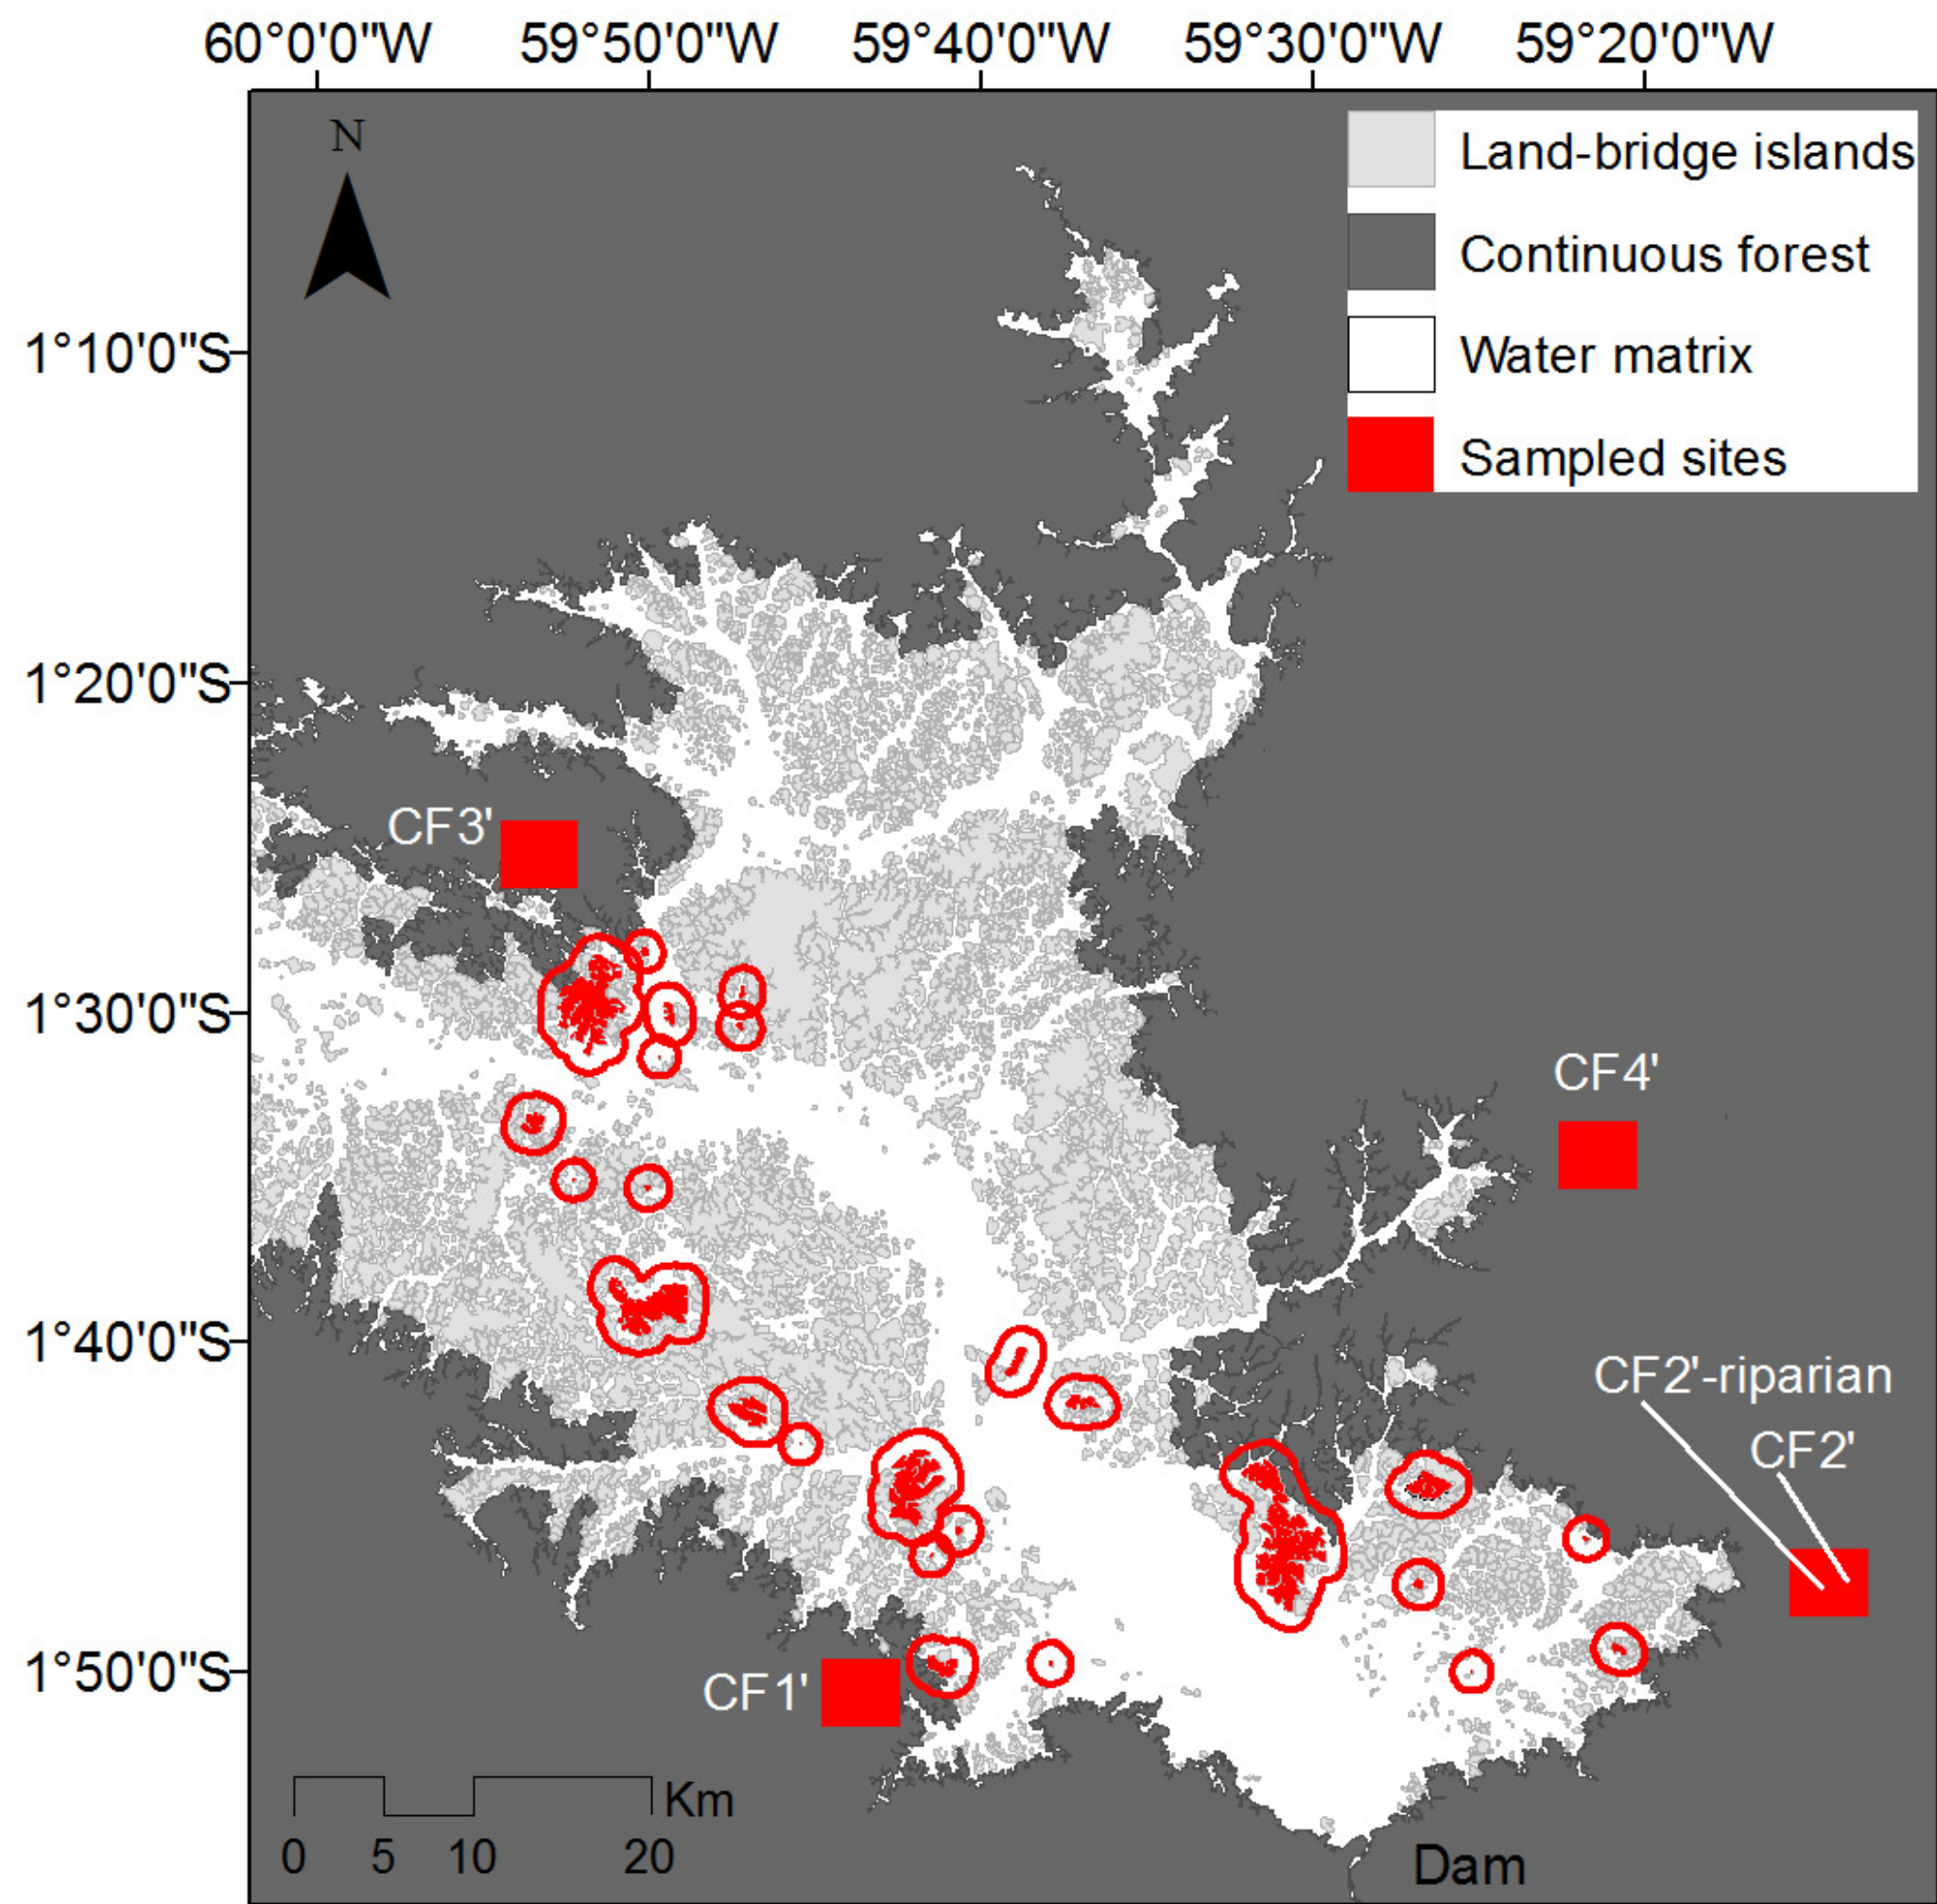 60°0'0"W 59°50'0"W 59°40'0"W 59°30'0"W 59°20'0"W
N
Land-bridge islands
Continuous forest
Water matrix
Sampled sites
1°10'0"S
1°20'0"S
CF3'
1°30'0"S
CF4'
1°40'0"S
CF2'-riparian
CF2'
1°50'0"S
CF1'
Km
0 5 10 20
Dam